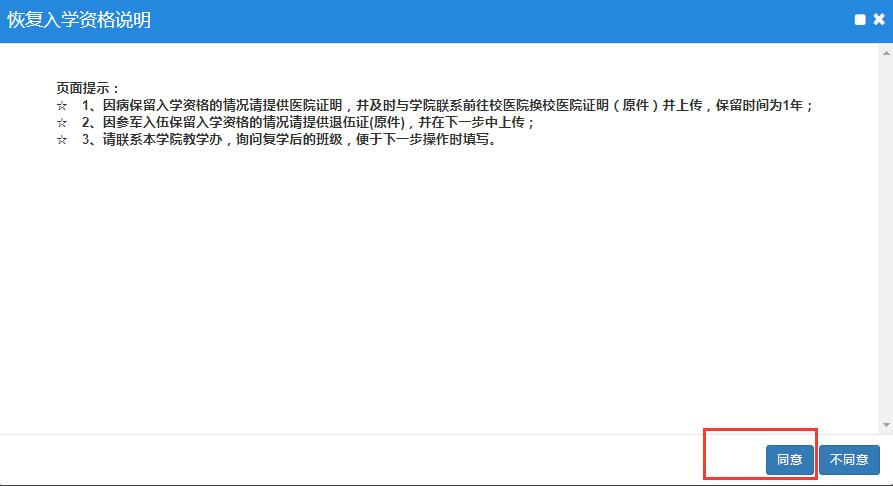 恢复入学资格说明
页面提示：
☆ 1、因病保留入学资格的情况请提供医院证明，并及时与学院联系前往校医院换校医院证明（原件）并上传，保留时间为1年；
☆ 2、因参军入伍保留入学资格的情况请提供退伍证(原件)，并在下一步中上传；
☆ 3、请联系本学院教学办，询问复学后的班级，便于下一步操作时填写。
同意 不同意